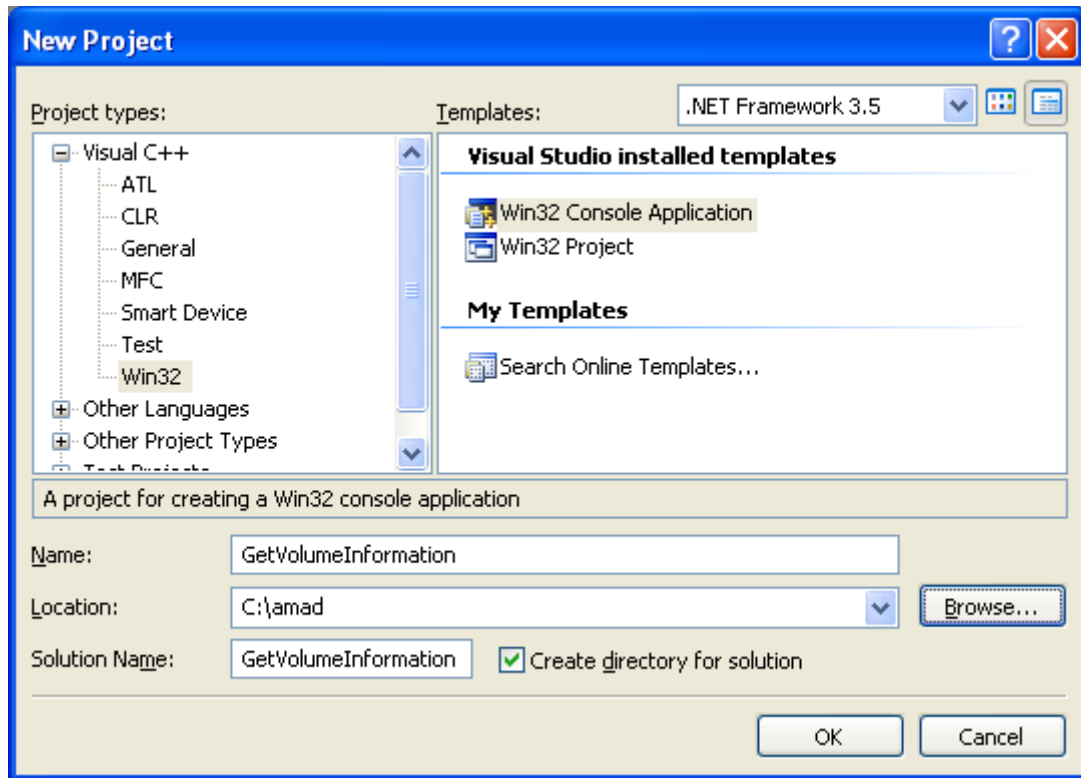 New Project
Project types:
Templates:
.NET Framework 3.5
Visual C++
ATL
CLR
General
MFC
Smart Device
Test
Win32
Other Languages
Other Project Types
Test Projects
Visual Studio installed templates
Win32 Console Application
Win32 Project
My Templates
Search Online Templates...
A project for creating a Win32 console application
Name:
GetVolumeInformation
Location:
C:\amad
Browse...
Solution Name:
GetVolumeInformation
Create directory for solution
OK
Cancel